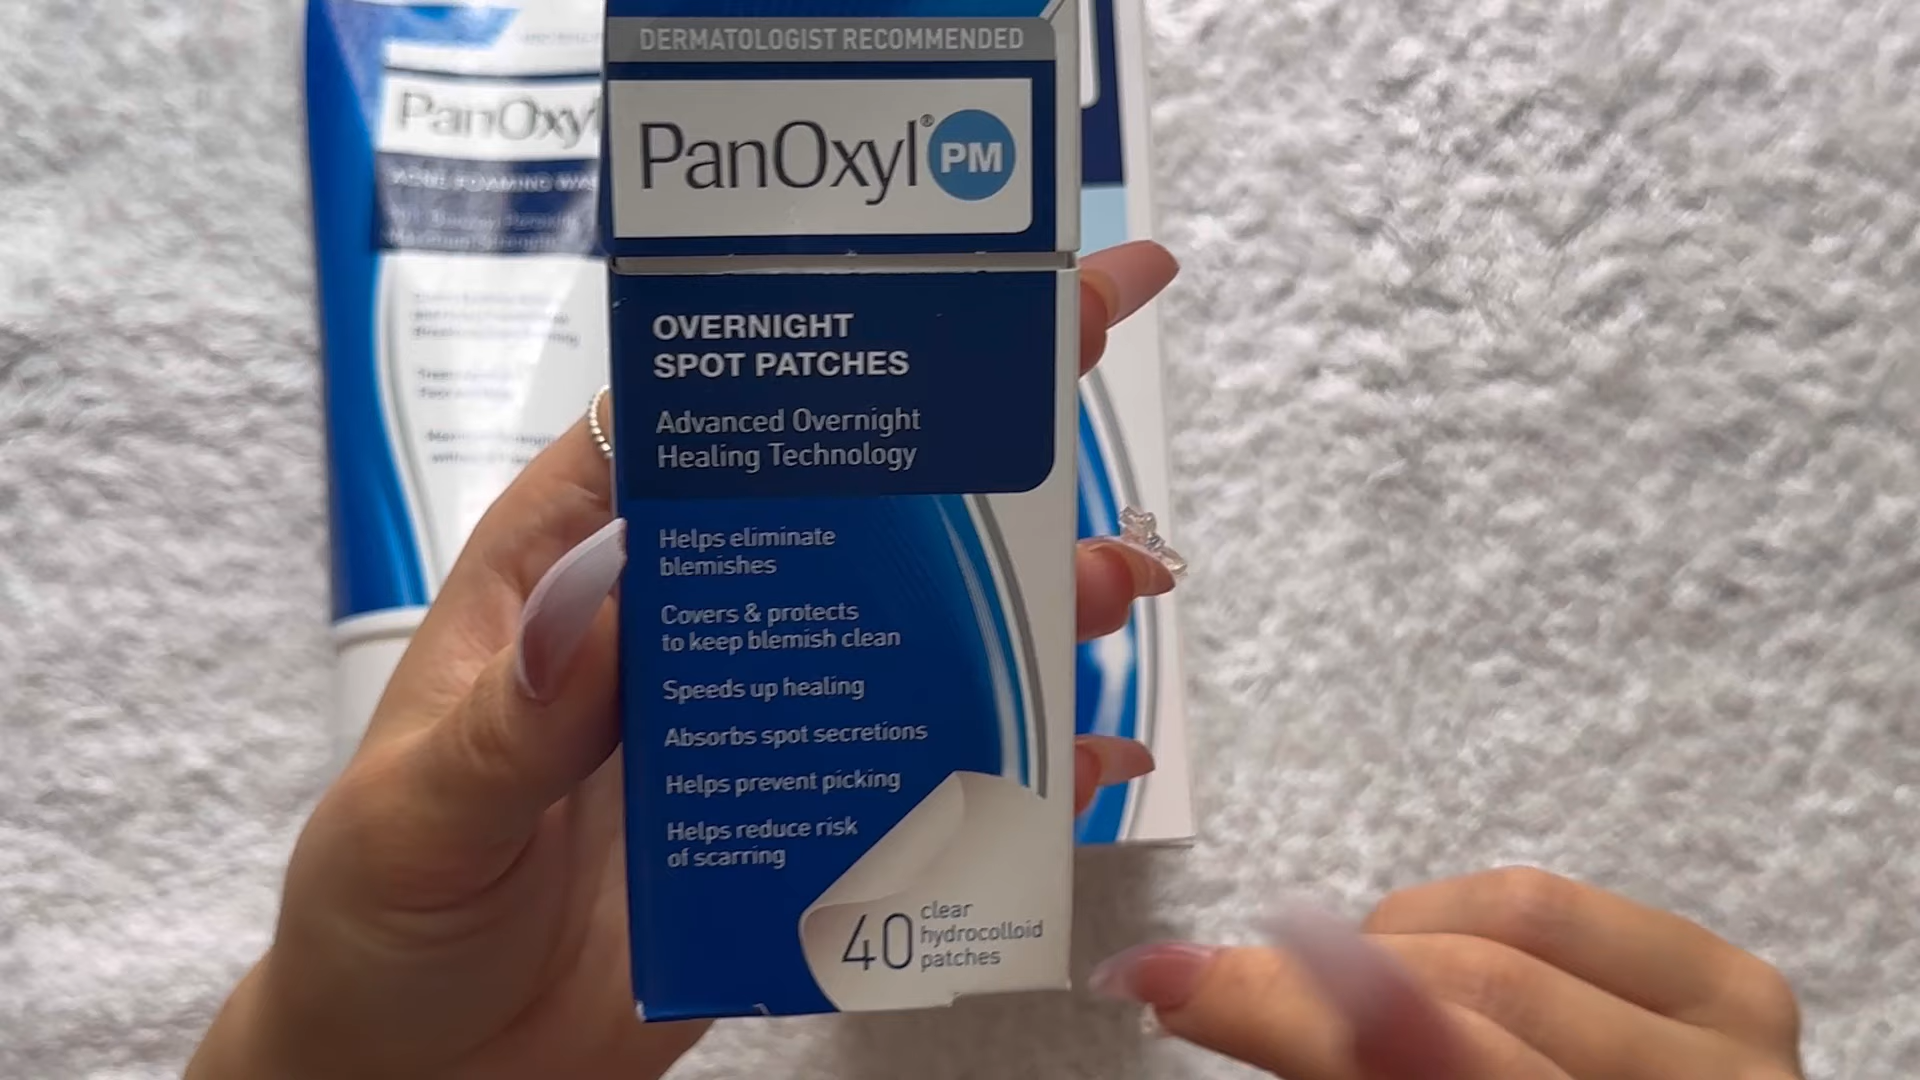 DERMATOLOGIST RECOMMENDED
PanOxyl® PM
OVERNIGHT
SPOT PATCHES
Advanced Overnight
Healing Technology
Helps eliminate
blemishes
Covers & protects
to keep blemish clean
Speeds up healing
Absorbs spot secretions
Helps prevent picking
Helps reduce risk
of scarring
40 clear
hydrocolloid
patches
PanOxyl
ACNE FOAMING